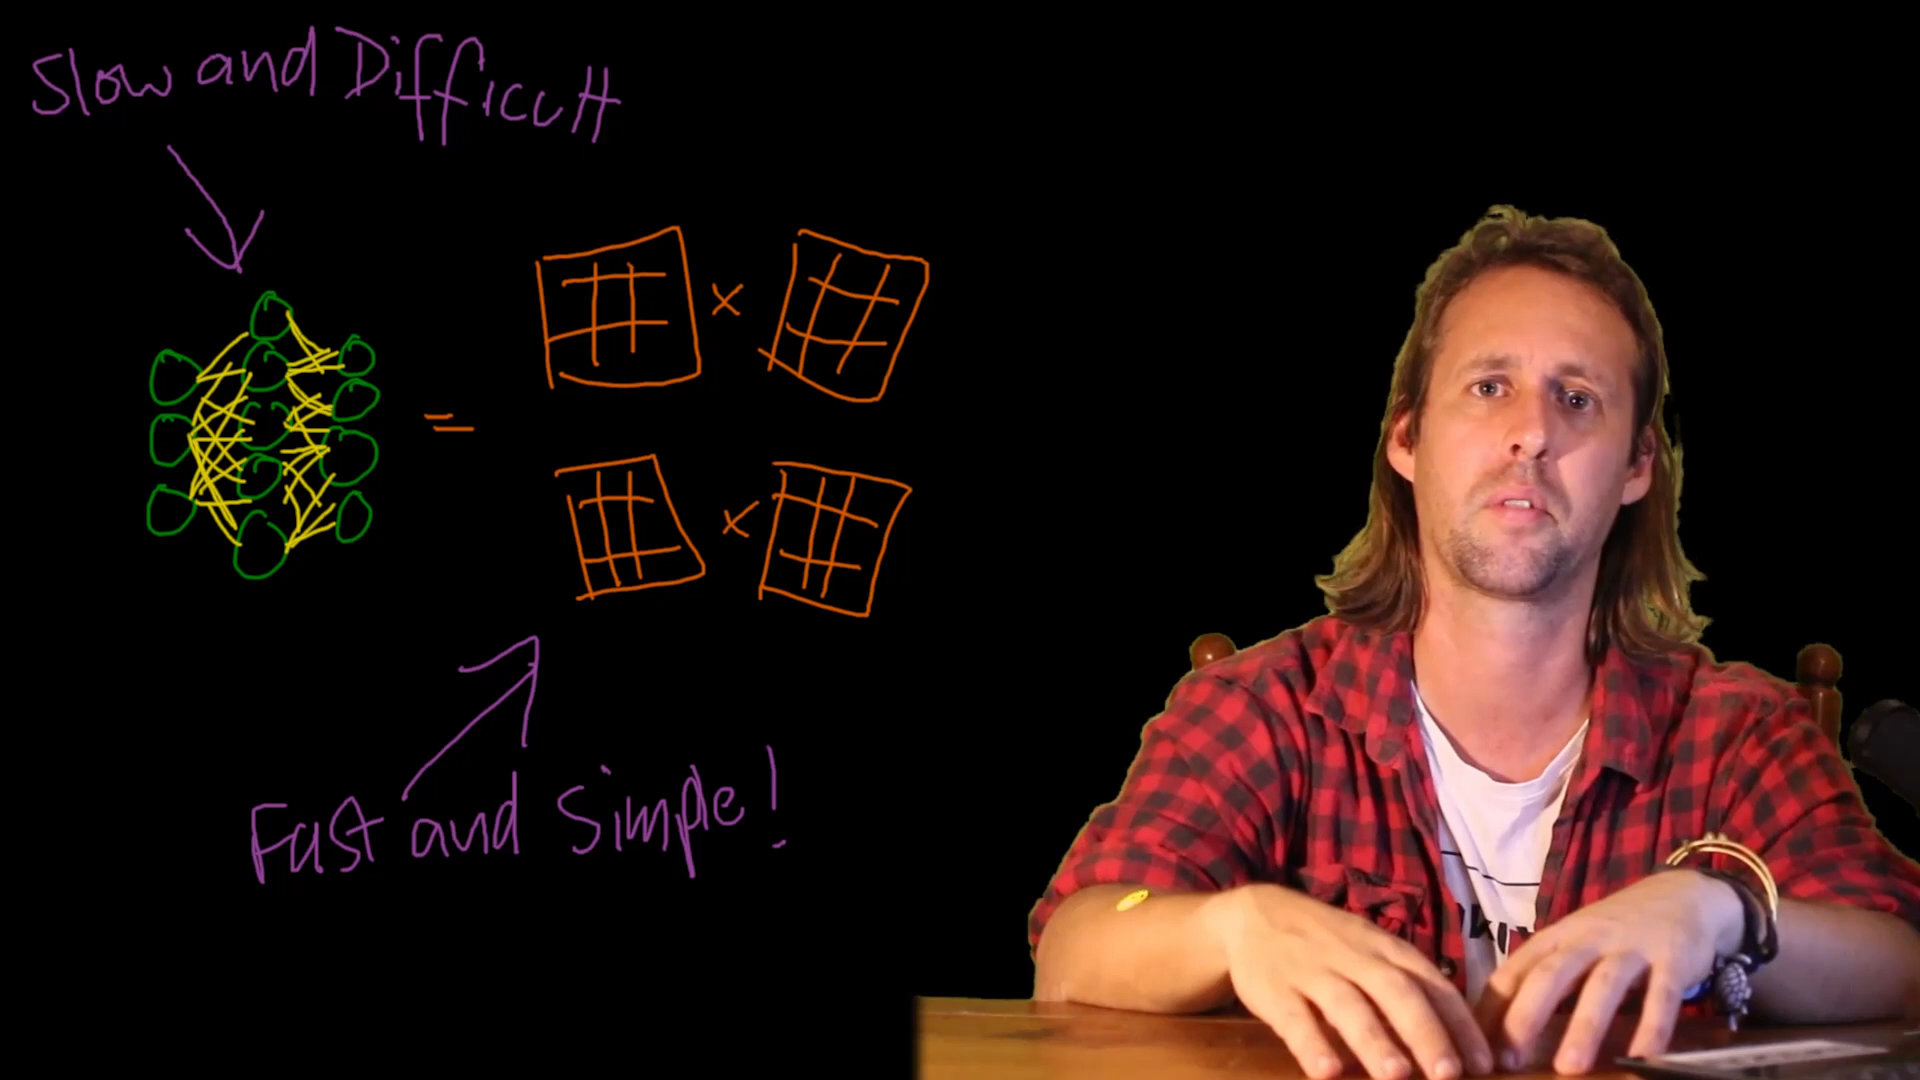 Slow and Difficult
=
x
x
Fast and Simple!